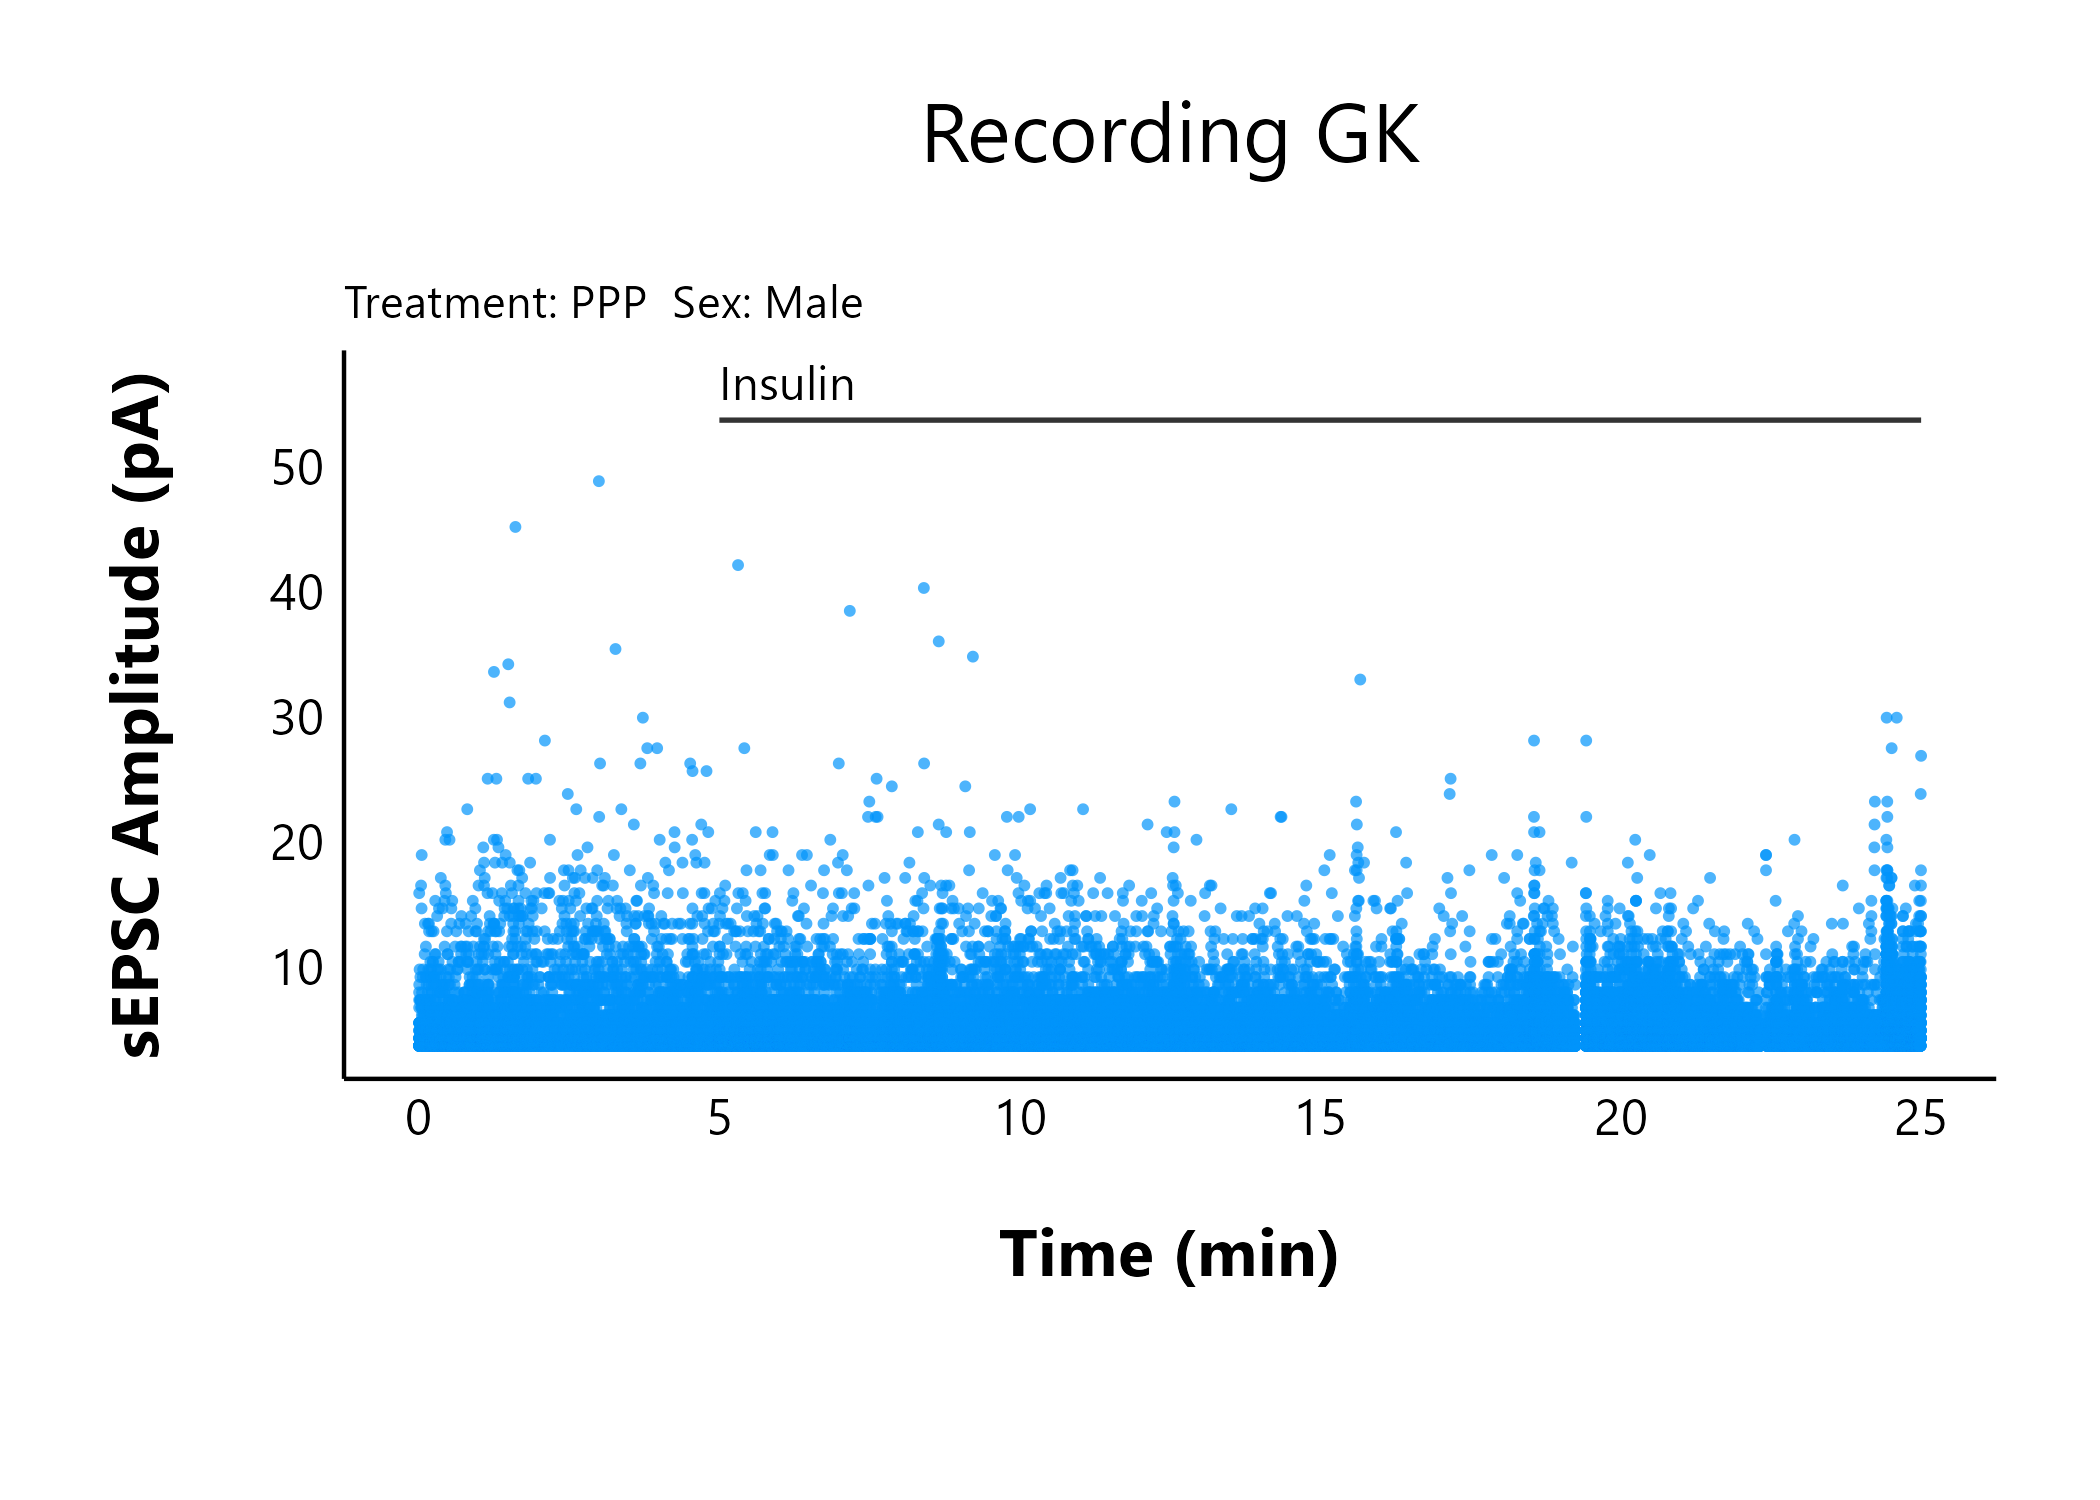 Recording GK
Treatment: PPP  Sex: Male
Insulin
sEPSC Amplitude (pA)
50
40
30
20
10
0 5 10 15 20 25
Time (min)